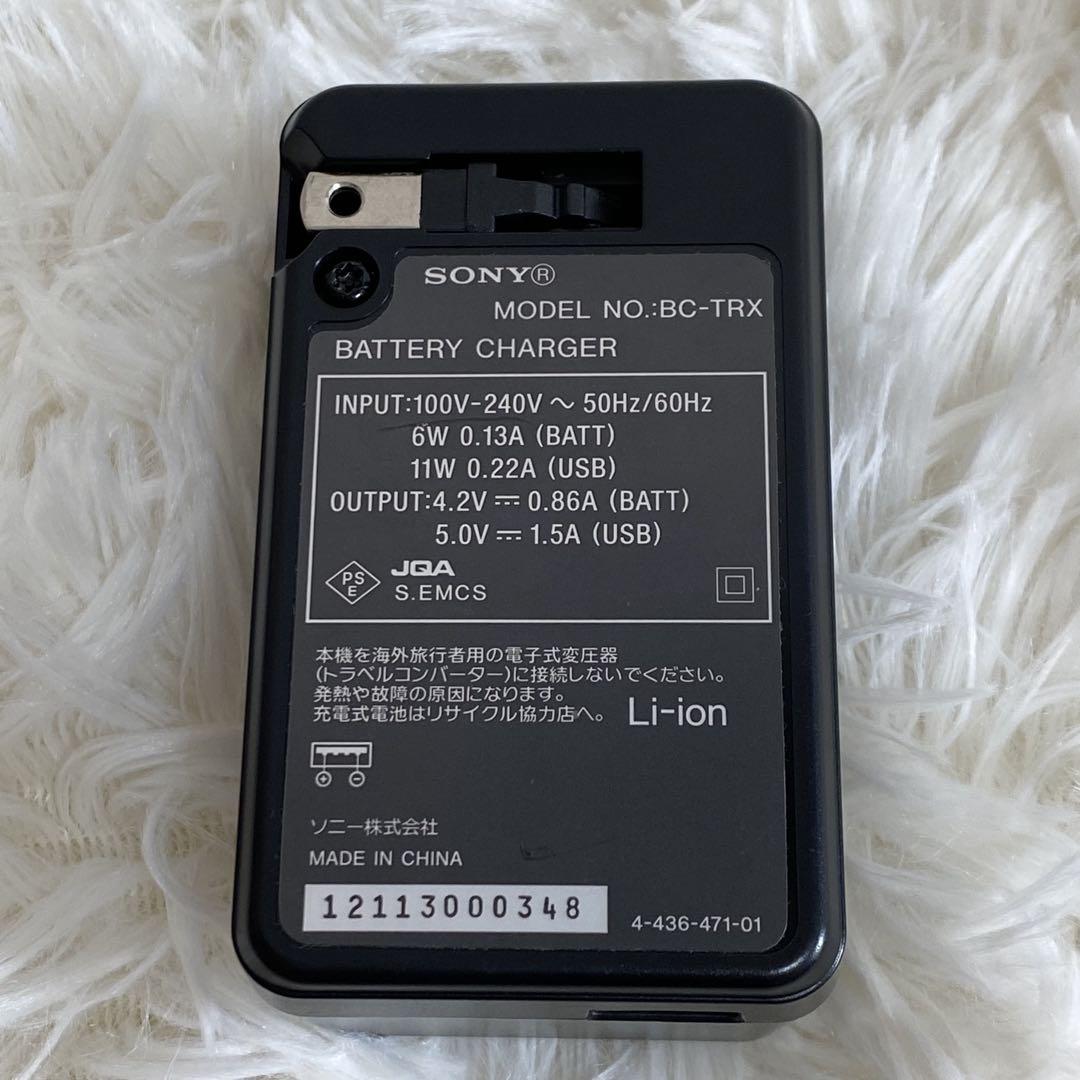 SONY®
MODEL NO.:BC-TRX
BATTERY CHARGER
INPUT:100V-240V ~ 50Hz/60Hz
6W 0.13A (BATT)
11W 0.22A (USB)
OUTPUT:4.2V ⎓ 0.86A (BATT)
5.0V ⎓ 1.5A (USB)
PS E JQA
S.EMCS
本機を海外旅行者用の電子式変圧器
(トラベルコンバーター)に接続しないでください。
発熱や故障の原因になります。
充電式電池はリサイクル協力店へ。 Li-ion
+ −
ソニー株式会社
MADE IN CHINA
12113000348 4-436-471-01